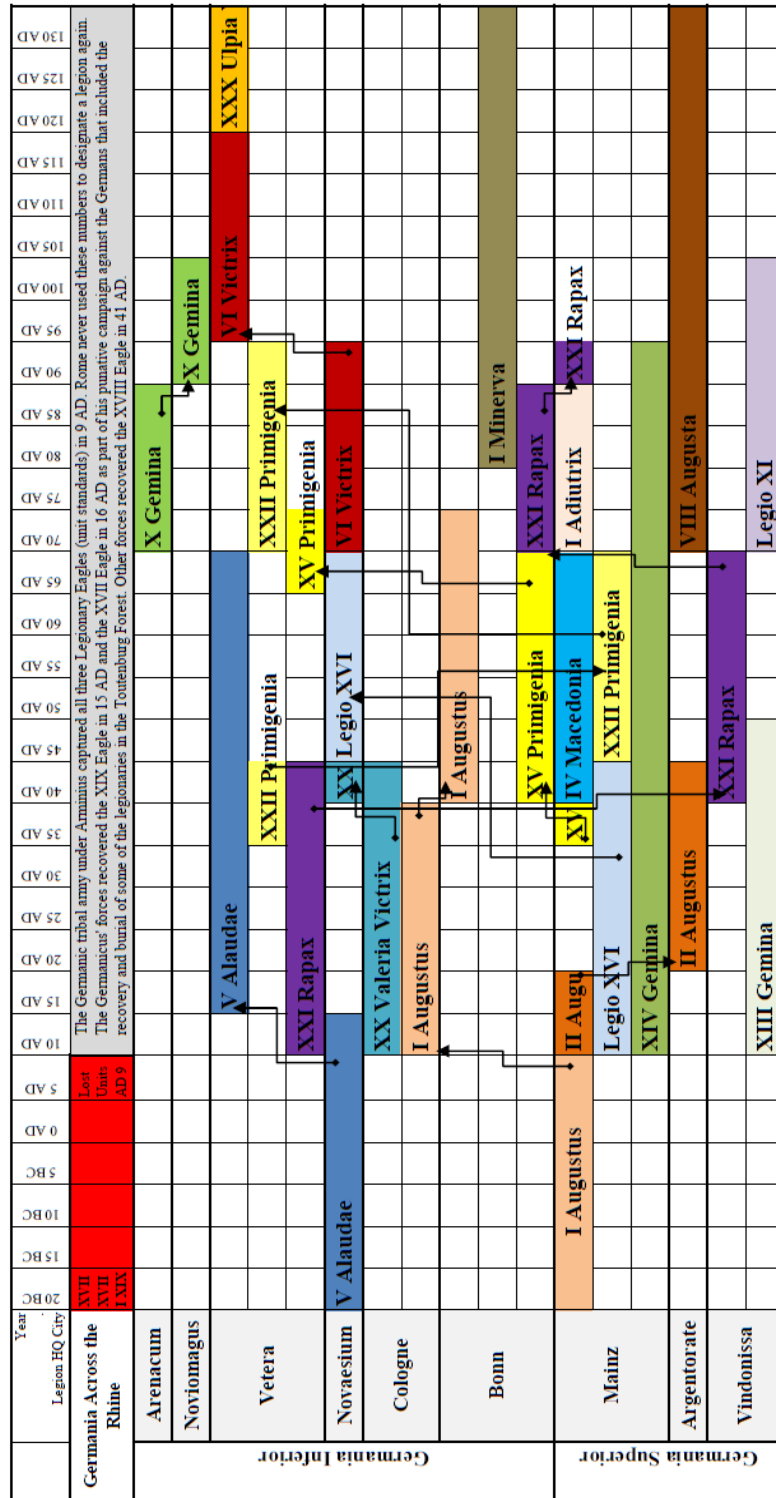 Year
Legion HQ City
20 BC
15 BC
10 BC
5 BC
0 AD
5 AD
10 AD
15 AD
20 AD
25 AD
30 AD
35 AD
40 AD
45 AD
50 AD
55 AD
60 AD
65 AD
70 AD
75 AD
80 AD
85 AD
90 AD
95 AD
100 AD
105 AD
110 AD
115 AD
120 AD
125 AD
130 AD
Germania Across the
Rhine
XVII
XVII
I XIX
Lost
Units
AD 9
The Germanic tribal army under Arminius captured all three Legionary Eagles (unit standards) in 9 AD. Rome never used these numbers to designate a legion again.
The Germanicus' forces recovered the XIX Eagle in 15 AD and the XVII Eagle in 16 AD as part of his punative campaign against the Germans that included the
recovery and burial of some of the legionaries in the Toutenburg Forest. Other forces recovered the XVIII Eagle in 41 AD.
Germania Inferior
Arenacum
X Gemina
Noviomagus
X Gemina
Vetera
V Alaudae
VI Victrix
XXX Ulpia
XXII Primigenia
XXII Primigenia
XXI Rapax
XV Primigenia
Novaesium
V Alaudae
XX
Legio XVI
VI Victrix
Cologne
XX Valeria Victrix
I Augustus
Bonn
I Augustus
I Minerva
XV Primigenia
XXI Rapax
Germania Superior
Mainz
I Augustus
II Augu
XV
IV Macedonia
I Adiutrix
XXI Rapax
Legio XVI
XXII Primigenia
XIV Gemina
Argentorate
II Augustus
VIII Augusta
Vindonissa
XXI Rapax
XIII Gemina
Legio XI